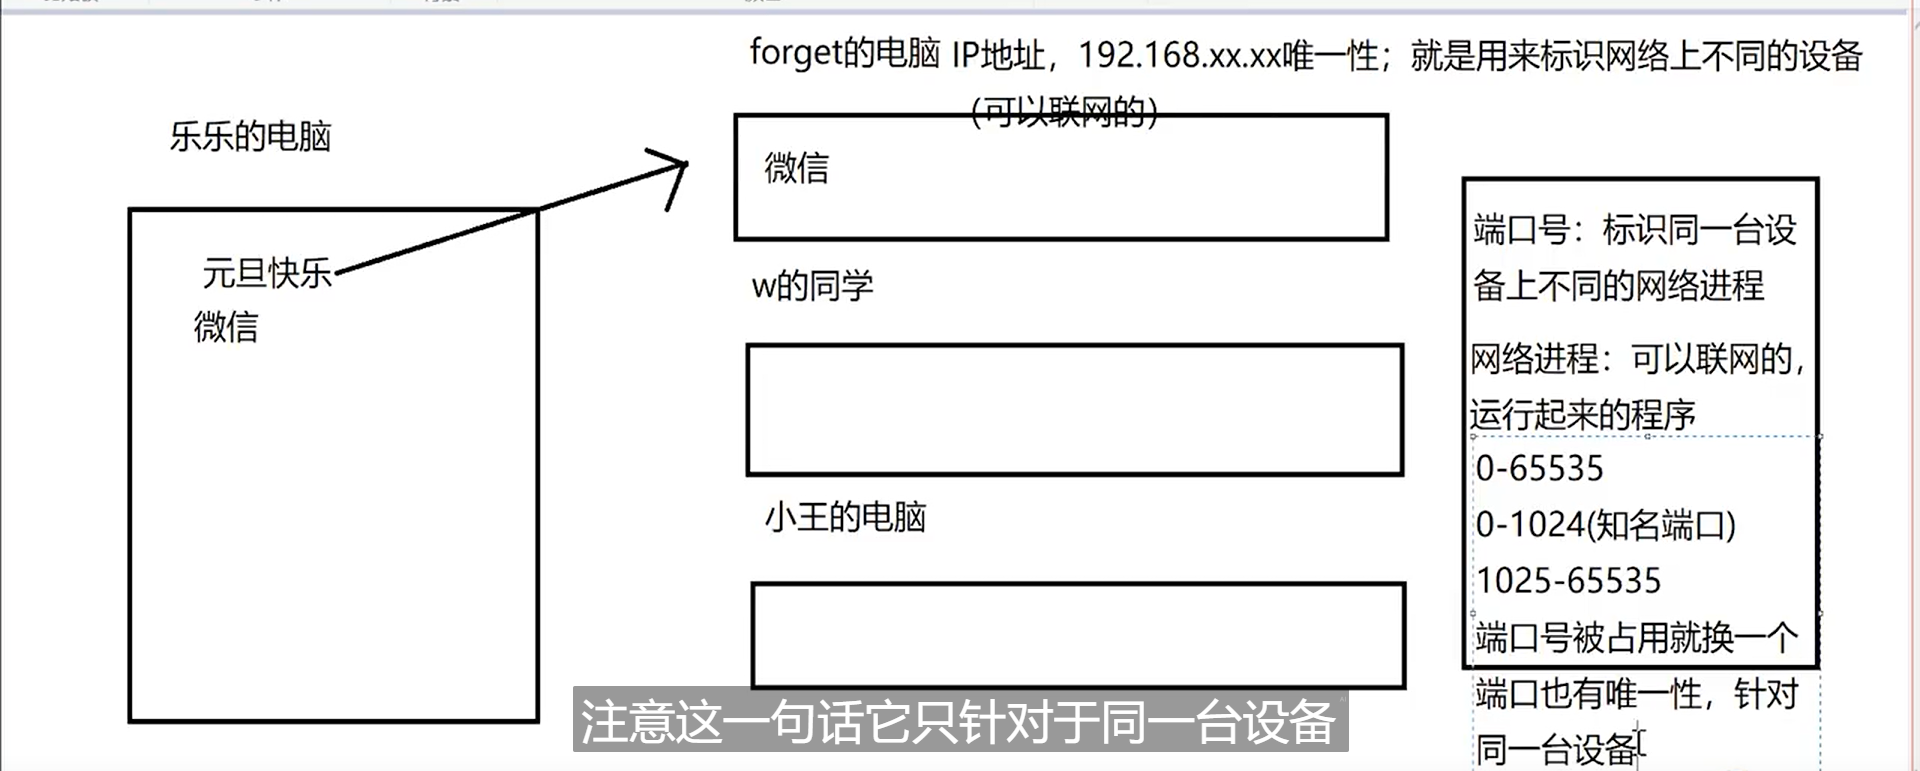 forget的电脑 IP地址，192.168.xx.xx唯一性；就是用来标识网络上不同的设备
（可以联网的）
乐乐的电脑
元旦快乐
微信
微信
w的同学
小王的电脑
端口号：标识同一台设
备上不同的网络进程
网络进程：可以联网的，
运行起来的程序
0-65535
0-1024(知名端口)
1025-65535
端口号被占用就换一个
端口也有唯一性，针对
同一台设备
注意这一句话它只针对于同一台设备